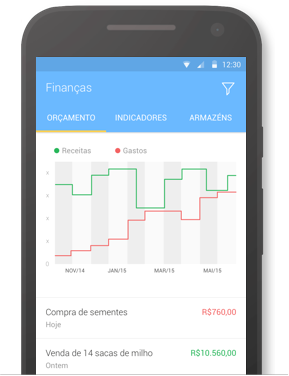 12:30
Finanças
ORÇAMENTO INDICADORES ARMAZÉNS
Receitas Gastos
0
NOV/14 JAN/15 MAR/15 MAI/15
Compra de sementes R$760,00
Hoje
Venda de 14 sacas de milho R$10.560,00
Ontem